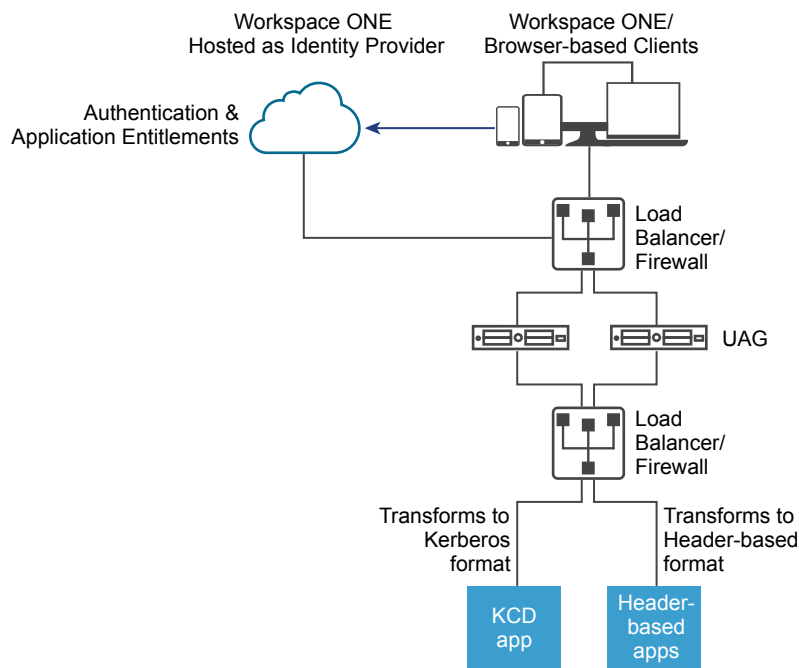 Workspace ONE
Hosted as Identity Provider
Workspace ONE/
Browser-based Clients
Authentication &
Application Entitlements
Load
Balancer/
Firewall
UAG
Load
Balancer/
Firewall
Transforms to
Kerberos
format
Transforms to
Header-based
format
KCD
app
Header-
based
apps